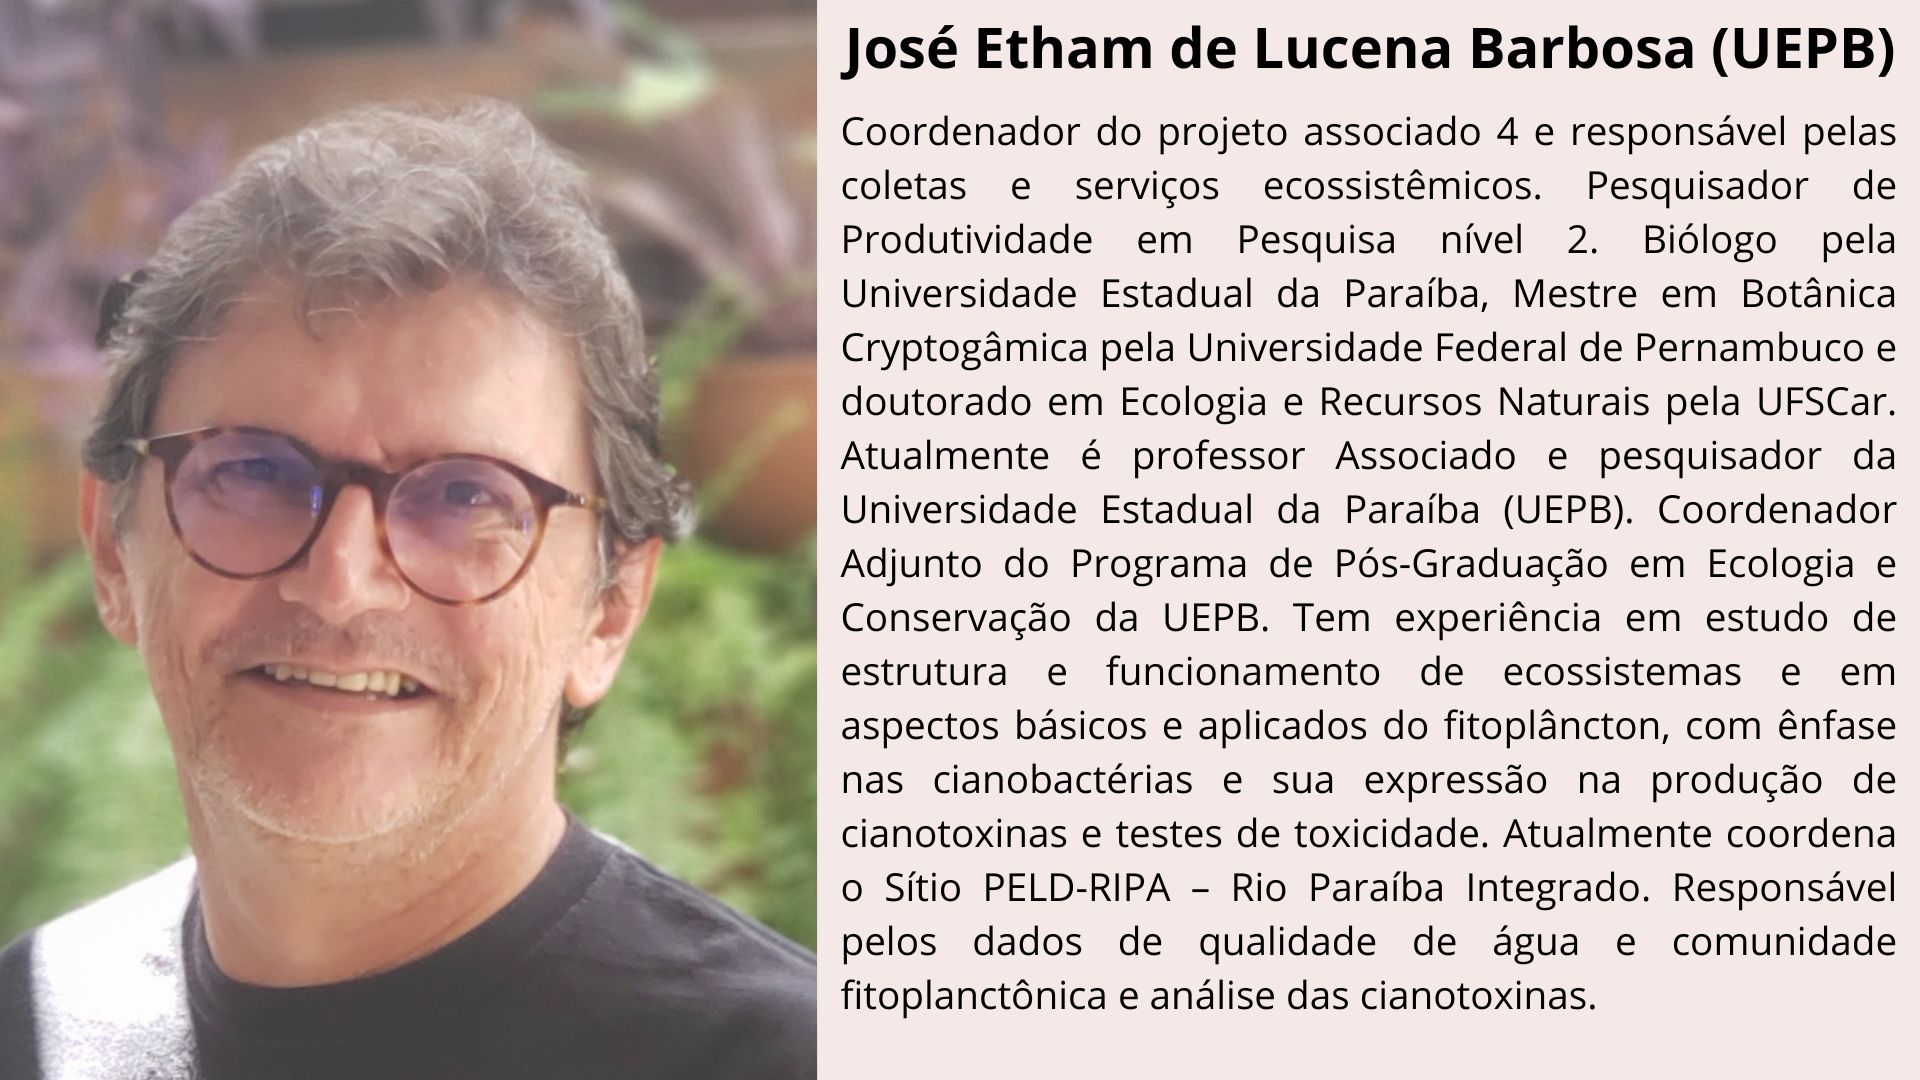 José Etham de Lucena Barbosa (UEPB)
Coordenador do projeto associado 4 e responsável pelas
coletas e serviços ecossistêmicos. Pesquisador de
Produtividade em Pesquisa nível 2. Biólogo pela
Universidade Estadual da Paraíba, Mestre em Botânica
Cryptogâmica pela Universidade Federal de Pernambuco e
doutorado em Ecologia e Recursos Naturais pela UFSCar.
Atualmente é professor Associado e pesquisador da
Universidade Estadual da Paraíba (UEPB). Coordenador
Adjunto do Programa de Pós-Graduação em Ecologia e
Conservação da UEPB. Tem experiência em estudo de
estrutura e funcionamento de ecossistemas e em
aspectos básicos e aplicados do fitoplâncton, com ênfase
nas cianobactérias e sua expressão na produção de
cianotoxinas e testes de toxicidade. Atualmente coordena
o Sítio PELD-RIPA – Rio Paraíba Integrado. Responsável
pelos dados de qualidade de água e comunidade
fitoplanctônica e análise das cianotoxinas.